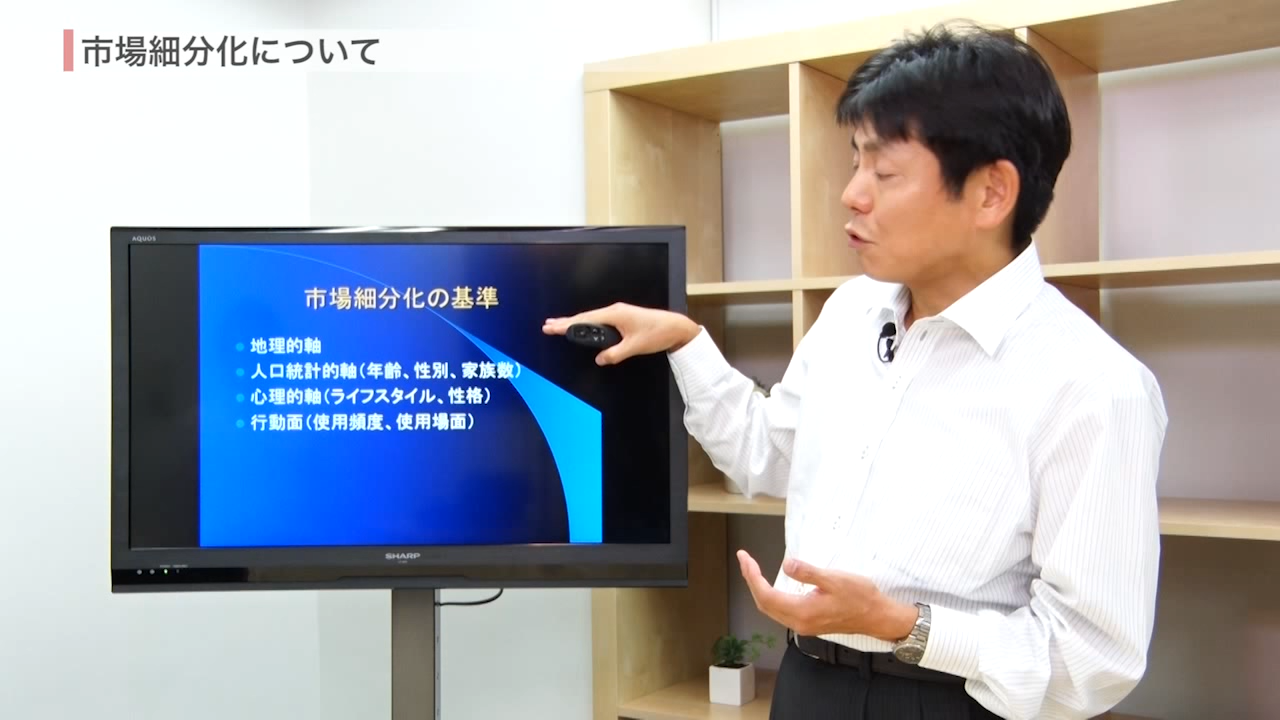 市場細分化について
AQUOS
市場細分化の基準
地理的軸
人口統計的軸(年齢、性別、家族数)
心理的軸(ライフスタイル、性格)
行動面(使用頻度、使用場面)
SHARP